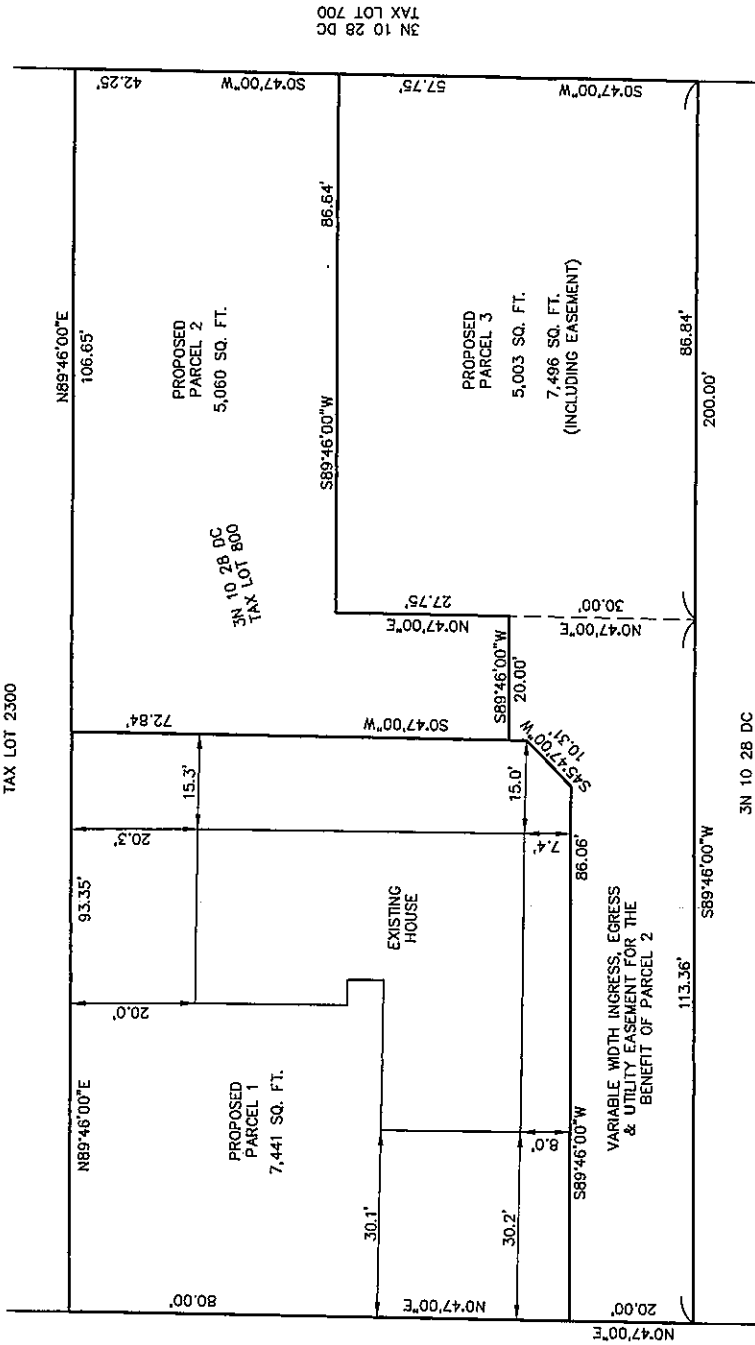 TAX LOT 2300
3N 10 28 DC
TAX LOT 700
N89°46'00"E
93.35'
N89°46'00"E
106.65'
42.25'
S0°47'00"W
20.0'
20.3'
15.3'
72.84'
S0°47'00"W
3N 10 28 DC
TAX LOT 800
PROPOSED
PARCEL 2
5,060 SQ. FT.
S89°46'00"W
86.64'
57.75'
S0°47'00"W
80.00'
N0°47'00"E
PROPOSED
PARCEL 1
7,441 SQ. FT.
EXISTING
HOUSE
30.1'
30.2'
8.0'
15.0'
7.4'
S89°46'00"W
86.06'
S45°47'00"W
10.31'
S89°46'00"W
20.00'
N0°47'00"E
27.75'
N0°47'00"E
30.00'
PROPOSED
PARCEL 3
5,003 SQ. FT.
7,496 SQ. FT.
(INCLUDING EASEMENT)
VARIABLE WIDTH INGRESS, EGRESS
& UTILITY EASEMENT FOR THE
BENEFIT OF PARCEL 2
N0°47'00"E
20.00'
113.36'
86.84'
S89°46'00"W
200.00'
3N 10 28 DC